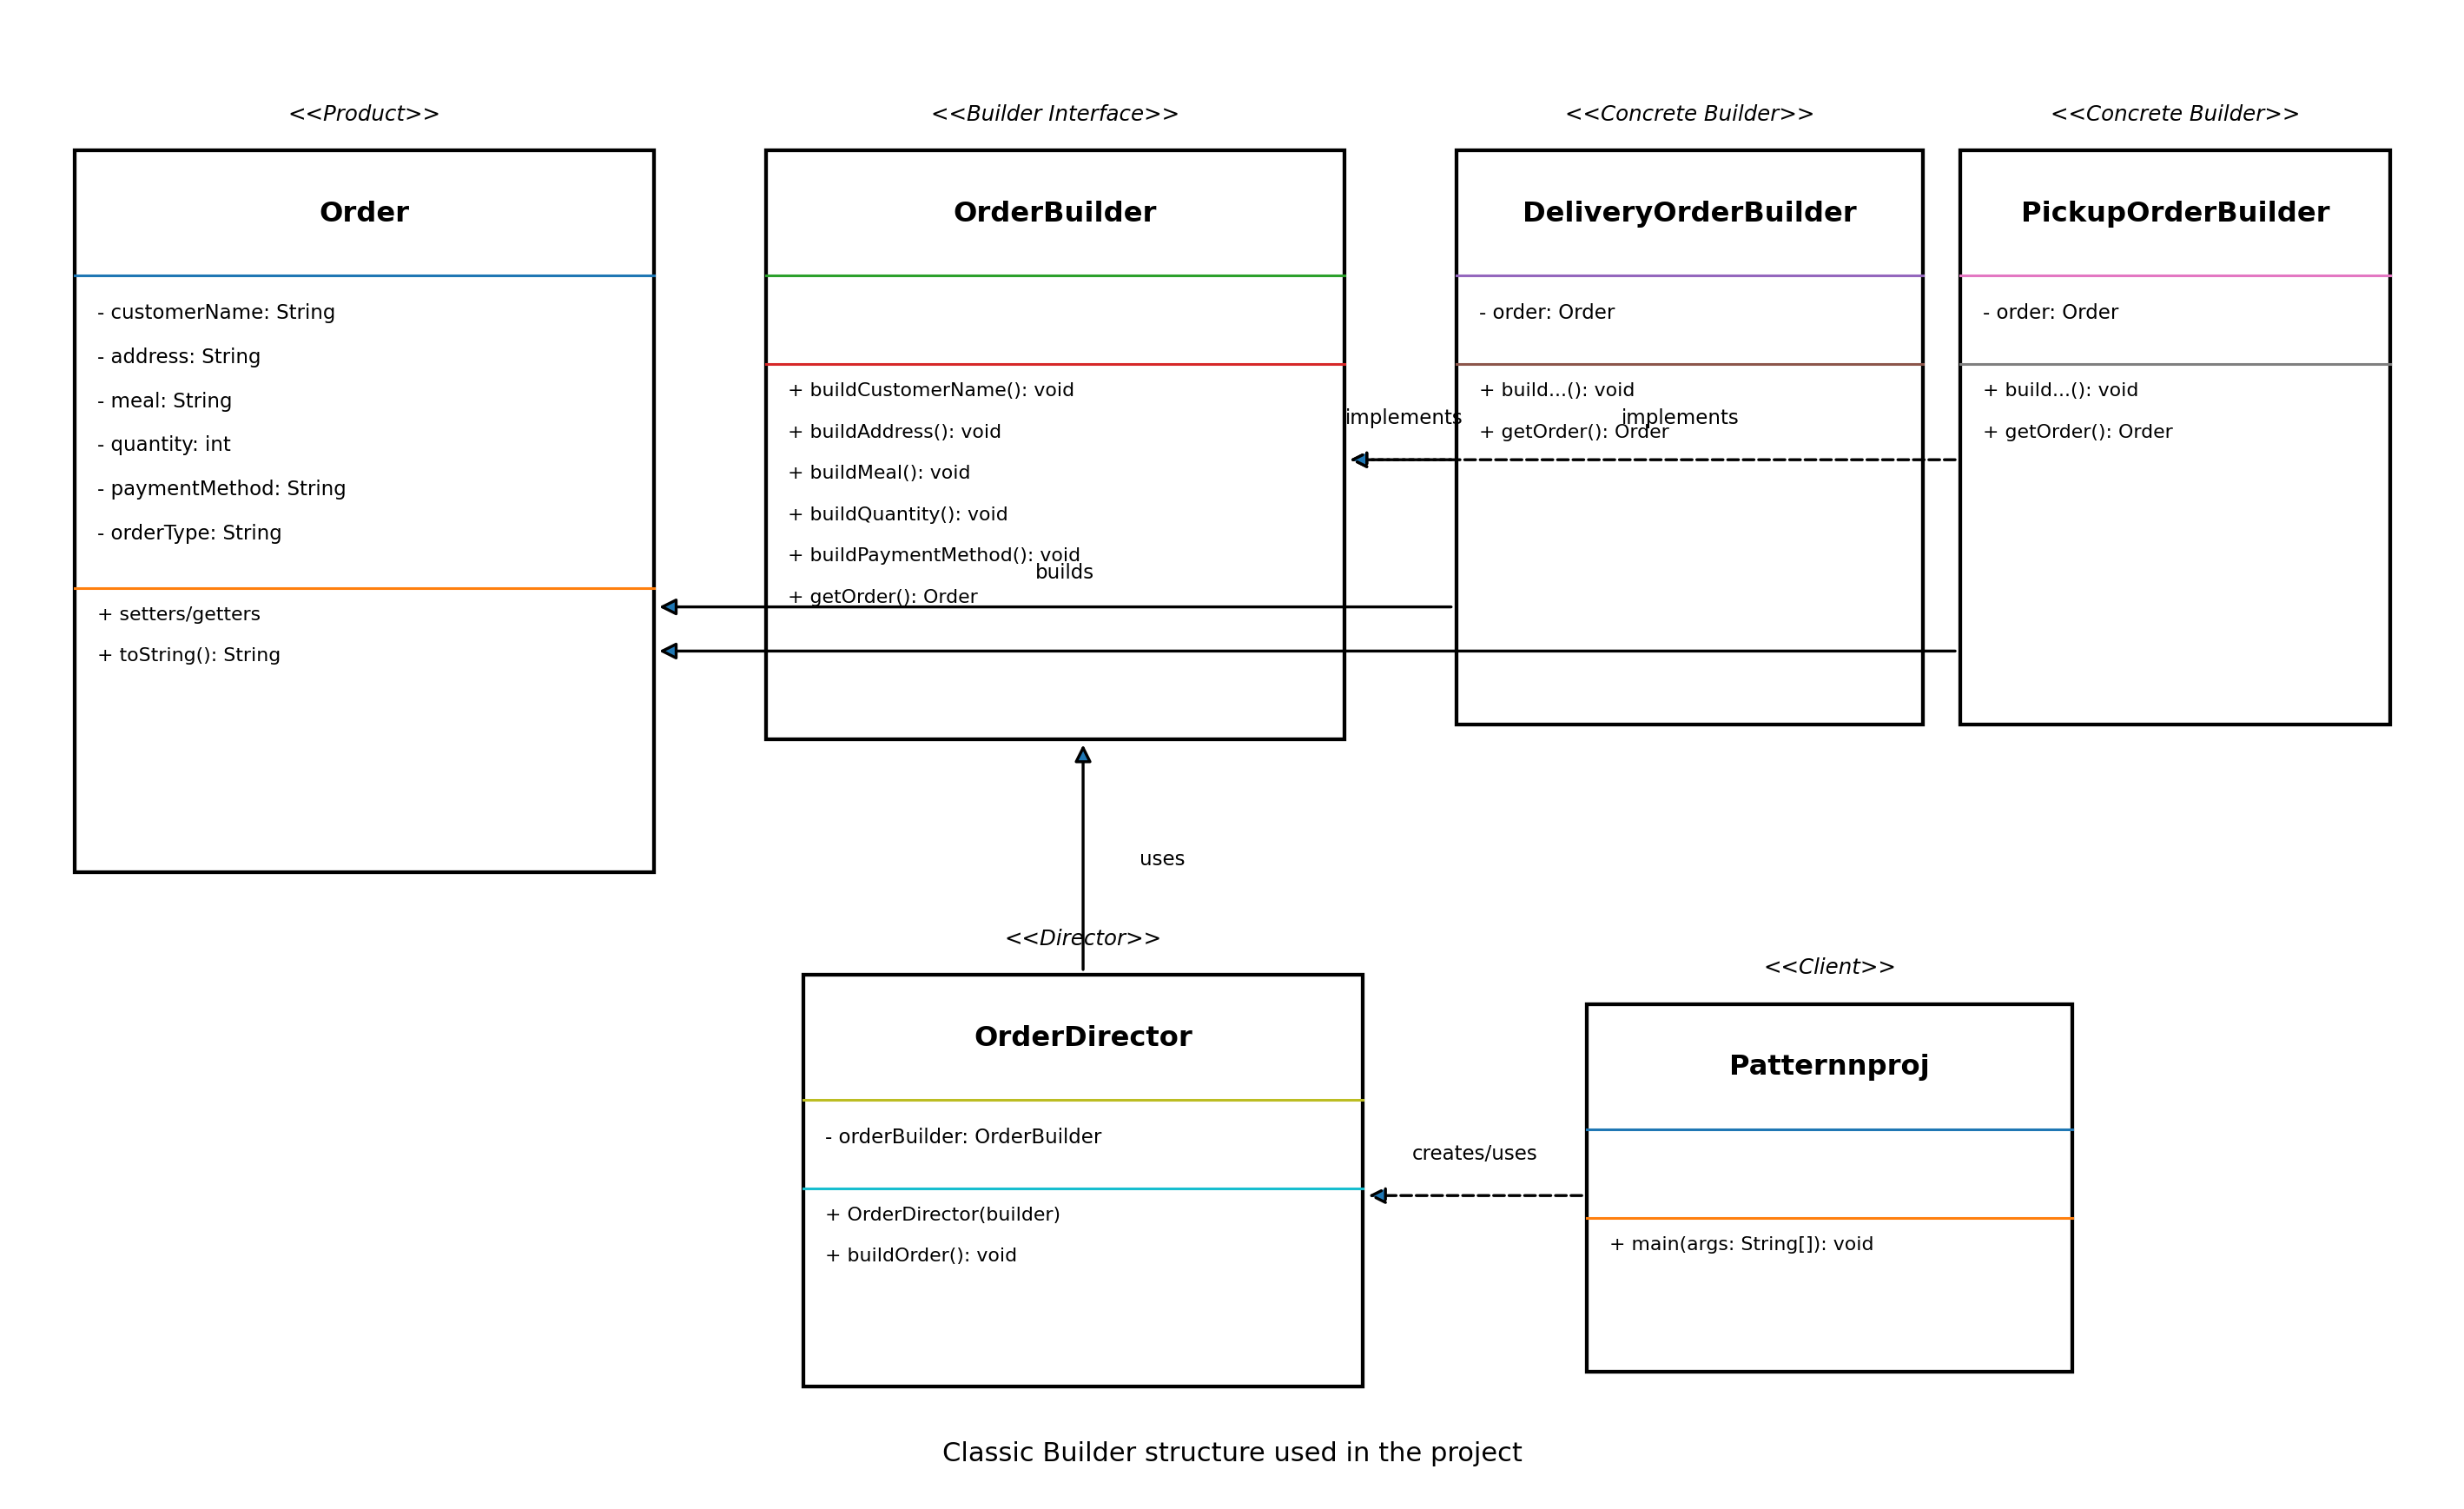 <<Product>>
Order
- customerName: String
- address: String
- meal: String
- quantity: int
- paymentMethod: String
- orderType: String
+ setters/getters
+ toString(): String
<<Builder Interface>>
OrderBuilder
+ buildCustomerName(): void
+ buildAddress(): void
+ buildMeal(): void
+ buildQuantity(): void
+ buildPaymentMethod(): void
builds
+ getOrder(): Order
implements
<<Concrete Builder>>
DeliveryOrderBuilder
- order: Order
+ build...(): void
implements
+ getOrder(): Order
<<Concrete Builder>>
PickupOrderBuilder
- order: Order
+ build...(): void
+ getOrder(): Order
uses
<<Director>>
OrderDirector
- orderBuilder: OrderBuilder
+ OrderDirector(builder)
+ buildOrder(): void
creates/uses
<<Client>>
Patternnproj
+ main(args: String[]): void
Classic Builder structure used in the project